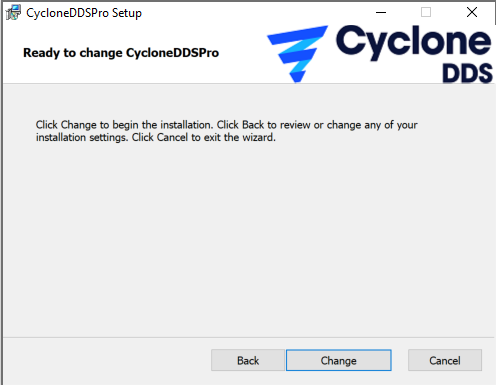 CycloneDDSPro Setup
Ready to change CycloneDDSPro
Cyclone
DDS
Click Change to begin the installation. Click Back to review or change any of your
installation settings. Click Cancel to exit the wizard.
Back
Change
Cancel